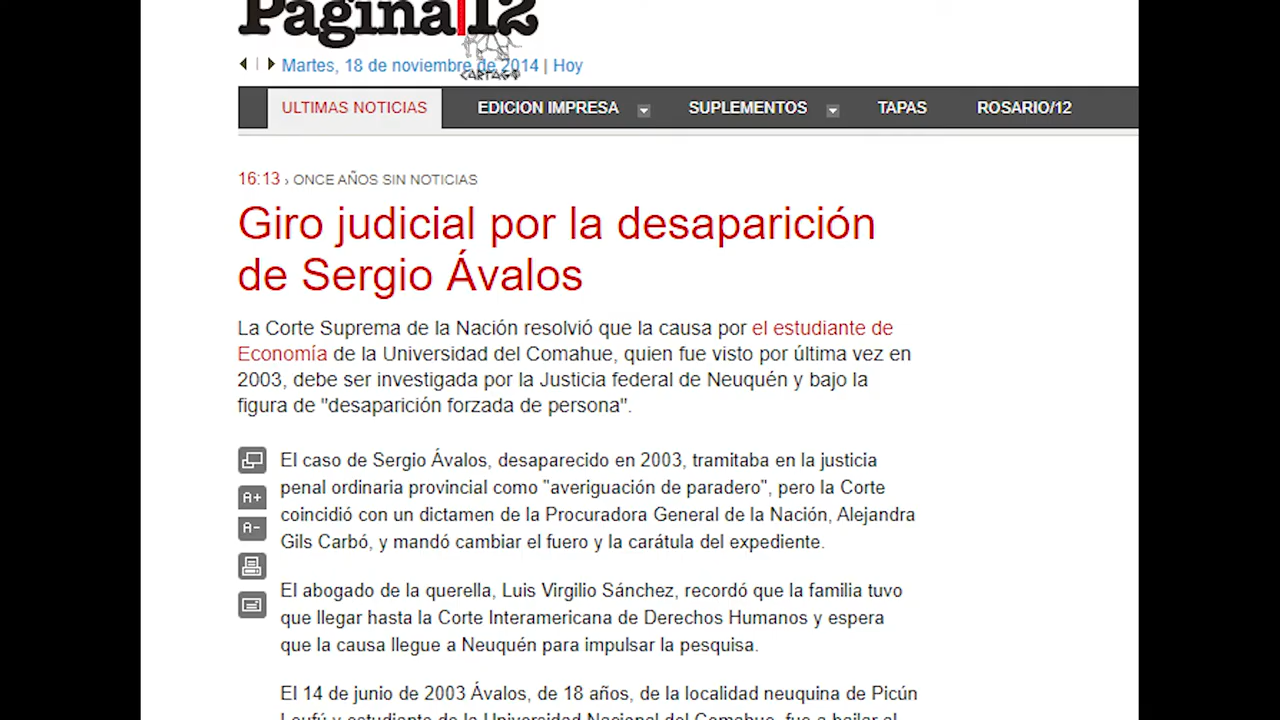 Página|12
Martes, 18 de noviembre de 2014 | Hoy
CARTAGO
ULTIMAS NOTICIAS EDICION IMPRESA SUPLEMENTOS TAPAS ROSARIO/12
16:13 › ONCE AÑOS SIN NOTICIAS
Giro judicial por la desaparición
de Sergio Ávalos
La Corte Suprema de la Nación resolvió que la causa por el estudiante de
Economía de la Universidad del Comahue, quien fue visto por última vez en
2003, debe ser investigada por la Justicia federal de Neuquén y bajo la
figura de "desaparición forzada de persona".
El caso de Sergio Ávalos, desaparecido en 2003, tramitaba en la justicia
penal ordinaria provincial como "averiguación de paradero", pero la Corte
A+
coincidió con un dictamen de la Procuradora General de la Nación, Alejandra
A-
Gils Carbó, y mandó cambiar el fuero y la carátula del expediente.
El abogado de la querella, Luis Virgilio Sánchez, recordó que la familia tuvo
que llegar hasta la Corte Interamericana de Derechos Humanos y espera
que la causa llegue a Neuquén para impulsar la pesquisa.
El 14 de junio de 2003 Ávalos, de 18 años, de la localidad neuquina de Picún
Leufú y estudiante de la Universidad Nacional del Comahue, fue a bailar al